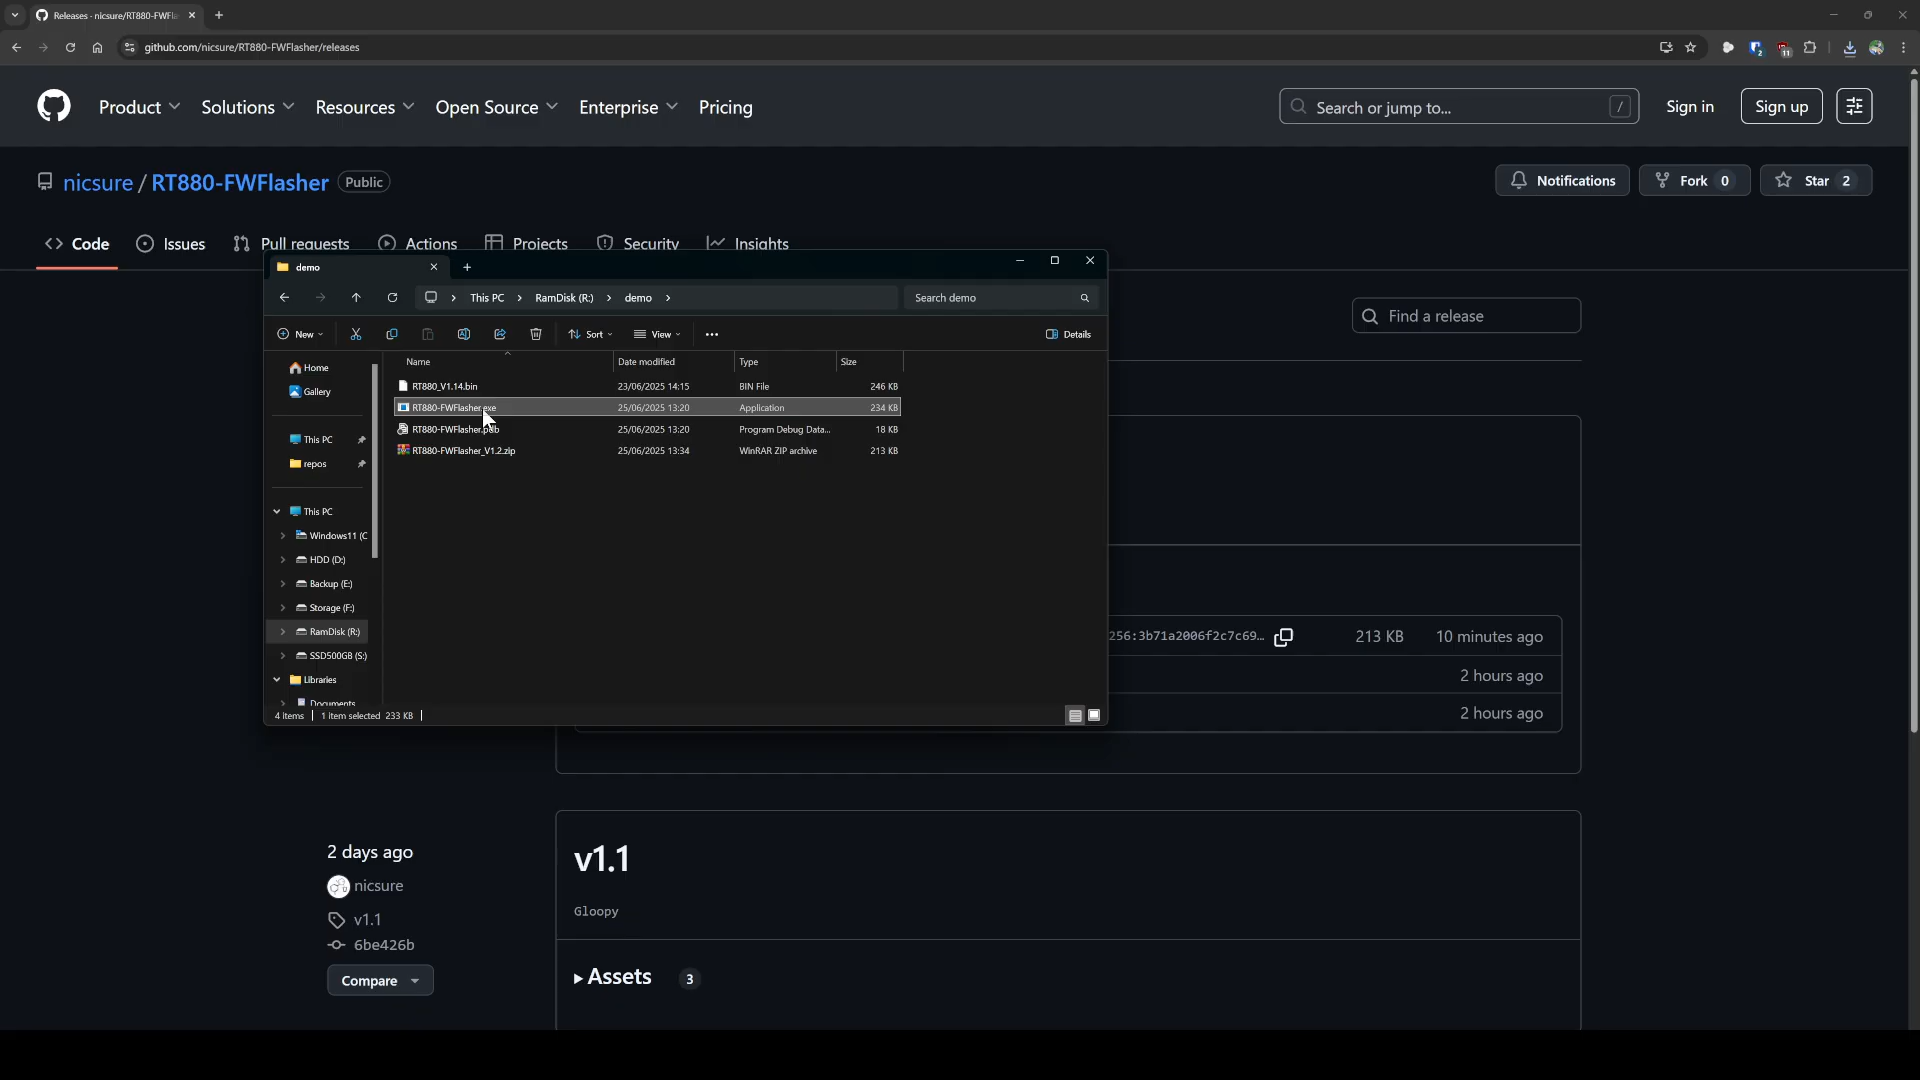 Releases · nicsure/RT880-FWFl
github.com/nicsure/RT880-FWFlasher/releases
2
11
Product
Solutions
Resources
Open Source
Enterprise
Pricing
Search or jump to...
/
Sign in
Sign up
nicsure / RT880-FWFlasher
Public
Notifications
Fork 0
Star 2
Code
Issues
Pull requests
Actions
Projects
Security
Insights
demo
This PC
RamDisk (R:)
demo
Search demo
Find a release
New
Sort
View
Details
Home
Gallery
This PC
repos
This PC
Windows11 (C
HDD (D:)
Backup (E:)
Storage (F:)
RamDisk (R:)
SSD500GB (S:)
Libraries
Documents
Name Date modified Type Size
RT880_V1.14.bin 23/06/2025 14:15 BIN File 246 KB
RT880-FWFlasher.exe 25/06/2025 13:20 Application 234 KB
RT880-FWFlasher.pdb 25/06/2025 13:20 Program Debug Data... 18 KB
RT880-FWFlasher_V1.2.zip 25/06/2025 13:34 WinRAR ZIP archive 213 KB
4 items
1 item selected 233 KB
256:3b71a2006f2c7c69...
213 KB
10 minutes ago
2 hours ago
2 hours ago
2 days ago
nicsure
v1.1
6be426b
Compare
v1.1
Gloopy
Assets 3